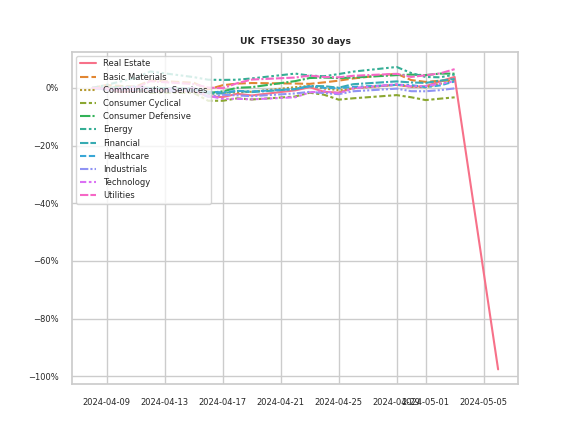 UK FTSE350 30 days
Real Estate
Basic Materials
Communication Services
Consumer Cyclical
Consumer Defensive
Energy
Financial
Healthcare
Industrials
Technology
Utilities
0%
−20%
−40%
−60%
−80%
−100%
2024-04-09 2024-04-13 2024-04-17 2024-04-21 2024-04-25 2024-04-29 2024-05-01 2024-05-05